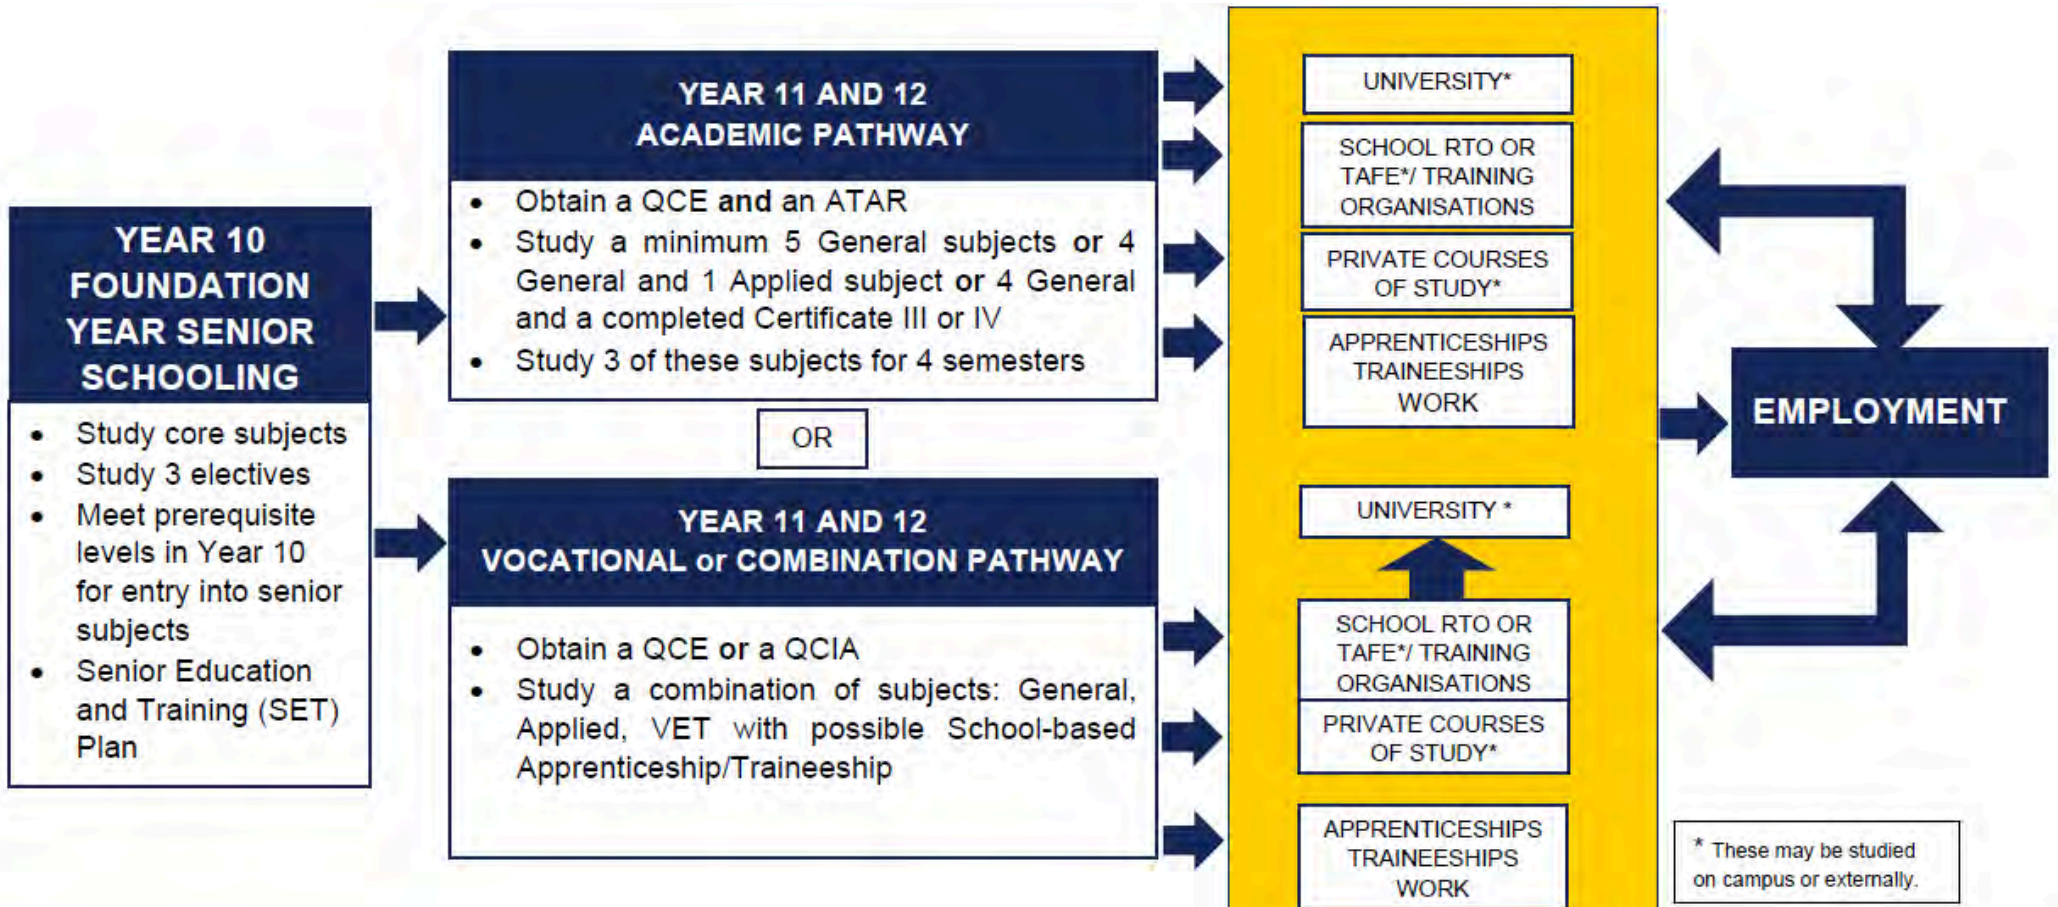 YEAR 10
FOUNDATION
YEAR SENIOR
SCHOOLING
• Study core subjects
• Study 3 electives
• Meet prerequisite
levels in Year 10
for entry into senior
subjects
• Senior Education
and Training (SET)
Plan
YEAR 11 AND 12
ACADEMIC PATHWAY
• Obtain a QCE and an ATAR
• Study a minimum 5 General subjects or 4
General and 1 Applied subject or 4 General
and a completed Certificate III or IV
• Study 3 of these subjects for 4 semesters
OR
YEAR 11 AND 12
VOCATIONAL or COMBINATION PATHWAY
• Obtain a QCE or a QCIA
• Study a combination of subjects: General,
Applied, VET with possible School-based
Apprenticeship/Traineeship
UNIVERSITY*
SCHOOL RTO OR
TAFE*/ TRAINING
ORGANISATIONS
PRIVATE COURSES
OF STUDY*
APPRENTICESHIPS
TRAINEESHIPS
WORK
UNIVERSITY *
SCHOOL RTO OR
TAFE*/ TRAINING
ORGANISATIONS
PRIVATE COURSES
OF STUDY*
APPRENTICESHIPS
TRAINEESHIPS
WORK
EMPLOYMENT
* These may be studied
on campus or externally.